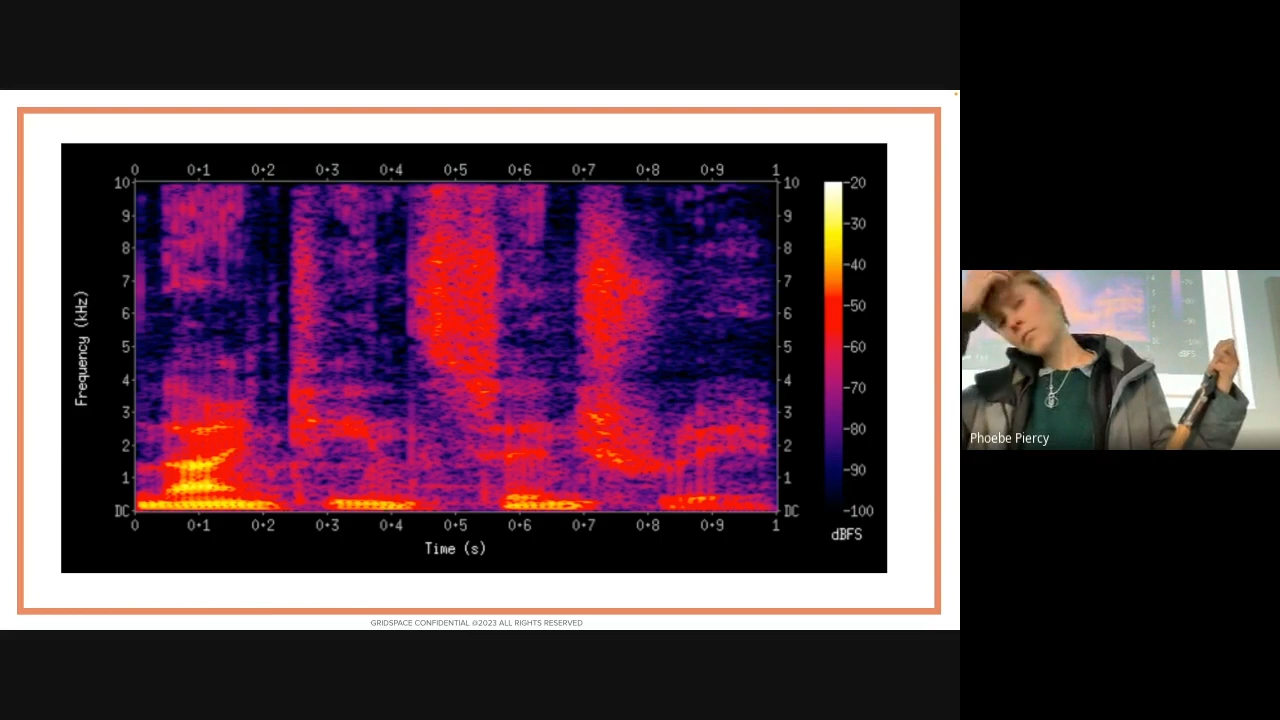 0 0•1 0•2 0•3 0•4 0•5 0•6 0•7 0•8 0•9 1
10 10 -20
9 9 -30
8 8 -40
7 7 -50
6 6 -60
5 5 -70
4 4 -80
3 3 -90
2 2 -100
1 1 dBFS
DC DC
Frequency (kHz)
0 0•1 0•2 0•3 0•4 0•5 0•6 0•7 0•8 0•9 1
Time (s)
GRIDSPACE CONFIDENTIAL @2023 ALL RIGHTS RESERVED
dBFS
Phoebe Piercy